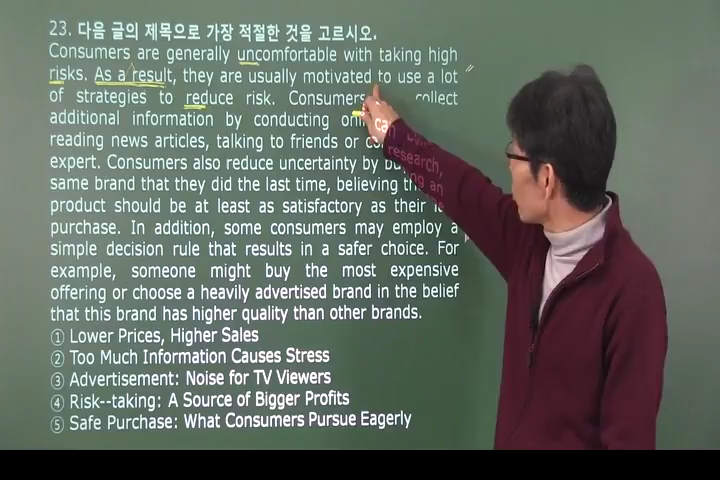 23. 다음 글의 제목으로 가장 적절한 것을 고르시오.
Consumers are generally uncomfortable with taking high
risks. As a result, they are usually motivated to use a lot
of strategies to reduce risk. Consumers collect
additional information by conducting
reading news articles, talking to friends or
expert. Consumers also reduce uncertainty by
same brand that they did the last time, believing
product should be at least as satisfactory as their
purchase. In addition, some consumers may employ a
simple decision rule that results in a safer choice. For
example, someone might buy the most expensive
offering or choose a heavily advertised brand in the belief
that this brand has higher quality than other brands.
① Lower Prices, Higher Sales
② Too Much Information Causes Stress
③ Advertisement: Noise for TV Viewers
④ Risk--taking: A Source of Bigger Profits
⑤ Safe Purchase: What Consumers Pursue Eagerly
can
research,
an